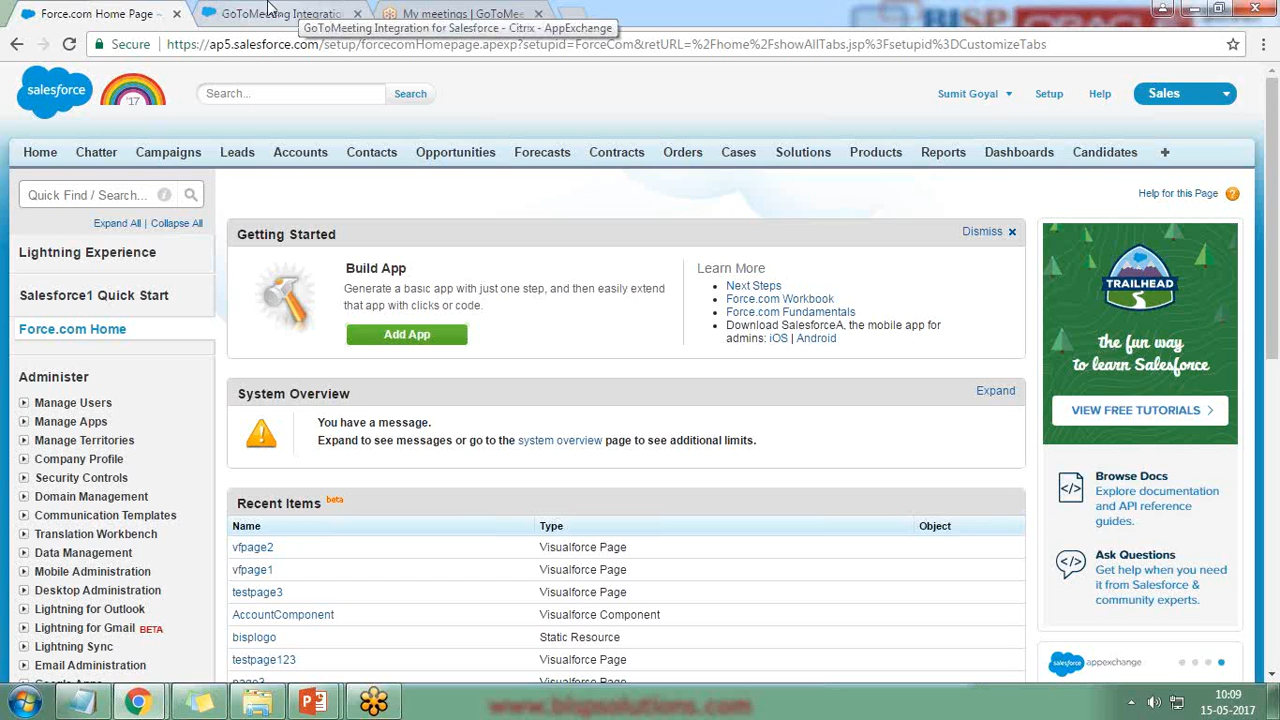 Force.com Home Page ~
GoToMeeting Integratio
My meetings | GoToMee
GoToMeeting Integration for Salesforce - Citrix - AppExchange
Secure
https://ap5.salesforce.com/setup/forcecomHomepage.apexp?setupid=ForceCom&retURL=%2Fhome%2FshowAllTabs.jsp%3Fsetupid%3DCustomizeTabs
salesforce
'17
Search...
Search
Sumit Goyal
Setup
Help
Sales
Home
Chatter
Campaigns
Leads
Accounts
Contacts
Opportunities
Forecasts
Contracts
Orders
Cases
Solutions
Products
Reports
Dashboards
Candidates
+
Quick Find / Search...
Expand All | Collapse All
Lightning Experience
Salesforce1 Quick Start
Force.com Home
Administer
Manage Users
Manage Apps
Manage Territories
Company Profile
Security Controls
Domain Management
Communication Templates
Translation Workbench
Data Management
Mobile Administration
Desktop Administration
Lightning for Outlook
Lightning for Gmail BETA
Lightning Sync
Email Administration
Help for this Page
Getting Started
Dismiss
Build App
Generate a basic app with just one step, and then easily extend
that app with clicks or code.
Add App
Learn More
Next Steps
Force.com Workbook
Force.com Fundamentals
Download SalesforceA, the mobile app for
admins: iOS | Android
System Overview
Expand
You have a message.
Expand to see messages or go to the system overview page to see additional limits.
Recent Items beta
Name Type Object
vfpage2 Visualforce Page
vfpage1 Visualforce Page
testpage3 Visualforce Page
AccountComponent Visualforce Component
bisplogo Static Resource
testpage123 Visualforce Page
TRAILHEAD
the fun way
to learn Salesforce
VIEW FREE TUTORIALS
Browse Docs
Explore documentation
and API reference
guides.
Ask Questions
Get help when you need
it from Salesforce &
community experts.
salesforce appexchange
www.bispsolutions.com
10:09
15-05-2017